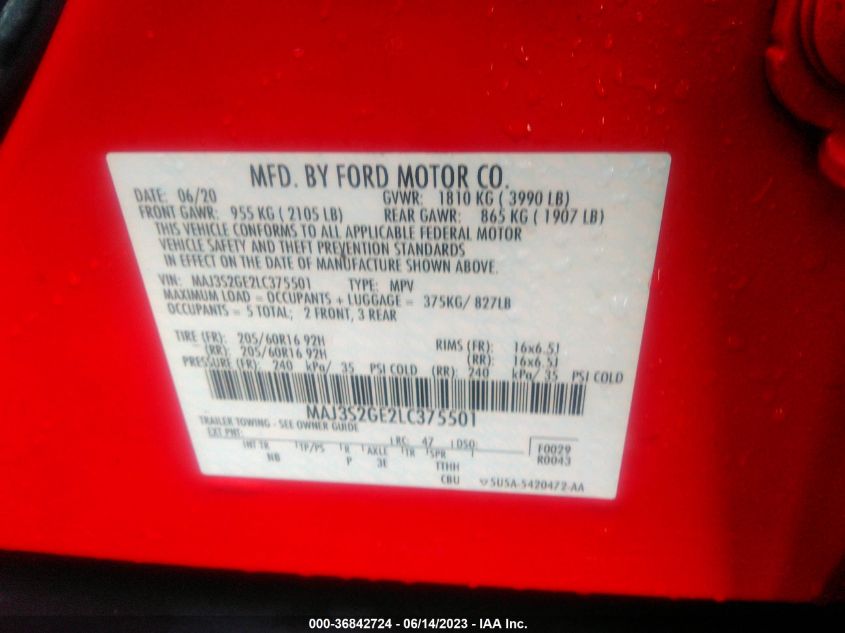 MFD. BY FORD MOTOR CO.
DATE: 06/20 GVWR: 1810 KG ( 3990 LB)
FRONT GAWR: 955 KG ( 2105 LB) REAR GAWR: 865 KG ( 1907 LB)
THIS VEHICLE CONFORMS TO ALL APPLICABLE FEDERAL MOTOR
VEHICLE SAFETY AND THEFT PREVENTION STANDARDS
IN EFFECT ON THE DATE OF MANUFACTURE SHOWN ABOVE.
VIN: MAJ3S2GE2LC375501 TYPE: MPV
MAXIMUM LOAD = OCCUPANTS + LUGGAGE = 375KG/ 827LB
OCCUPANTS = 5 TOTAL; 2 FRONT, 3 REAR
TIRE (FR): 205/60R16 92H RIMS (FR): 16x6.5J
(RR): 205/60R16 92H (RR): 16x6.5J
PRESSURE (FR): 240 kPa/ 35 PSI COLD (RR): 240 kPa/ 35 PSI COLD
MAJ3S2GE2LC375501
TRAILER TOWING - SEE OWNER GUIDE
EXT PNT: RC: 47 DSO: F0029
INT TR TP/PS R AXLE TR SPR R0043
NB P 3E TTHH
CBU 5U5A-5420472-AA
000-36842724 - 06/14/2023 - IAA Inc.